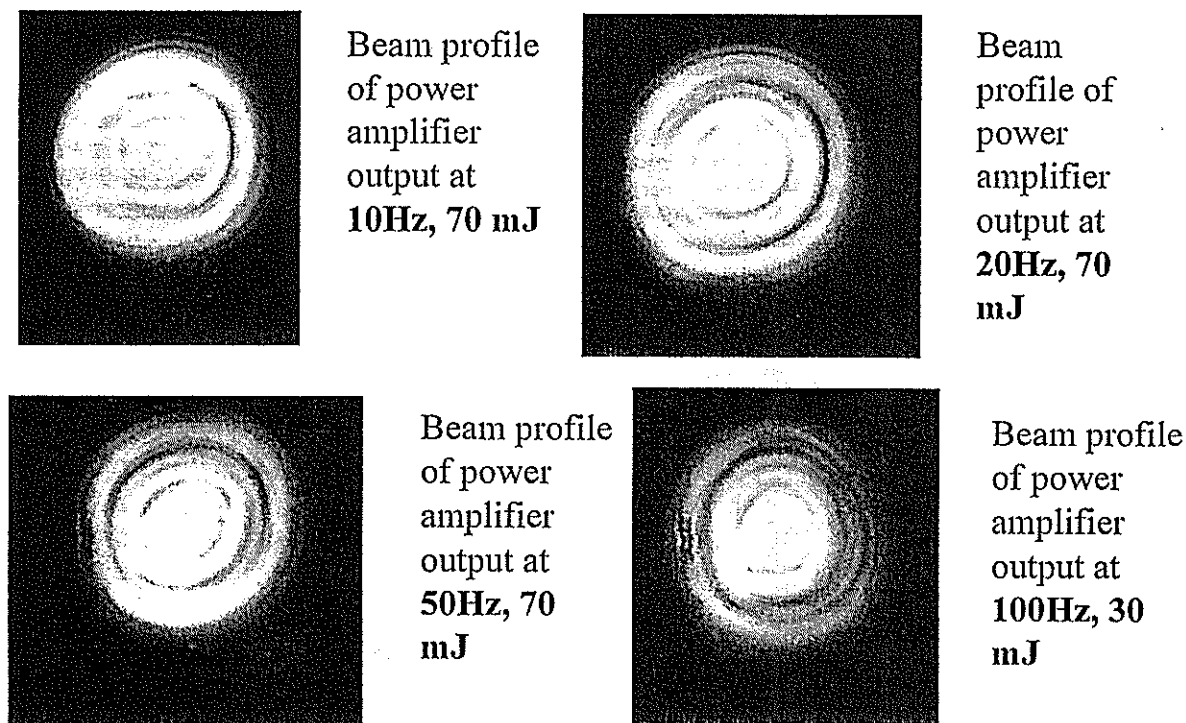 Beam profile
of power
amplifier
output at
10Hz, 70 mJ
Beam
profile of
power
amplifier
output at
20Hz, 70
mJ
Beam profile
of power
amplifier
output at
50Hz, 70
mJ
Beam profile
of power
amplifier
output at
100Hz, 30
mJ